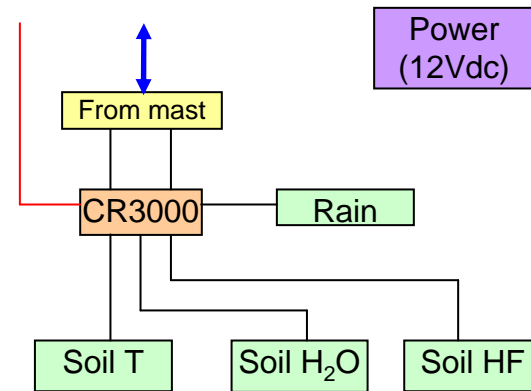 Power
(12Vdc)
From mast
CR3000
Rain
Soil T
Soil H₂O
Soil HF